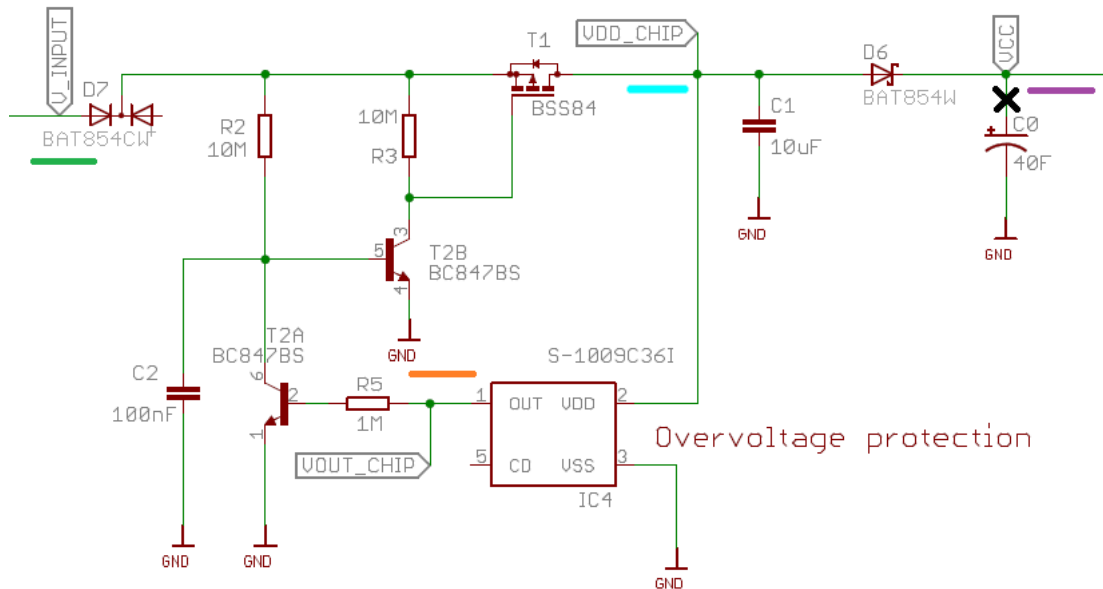 VDD_CHIP
VCC
T1
V_INPUT
D7
D6
BSS84
BAT854W
BAT854CW
+
R2
10M
10M
R3
C1
10uF
+
C0
40F
3
5
T2B
BC847BS
4
GND
GND
GND
T2A
BC847BS
S-1009C36I
C2
100nF
6
2
1
R5
1M
1
OUT
VDD
2
Overvoltage protection
VOUT_CHIP
5
CD
VSS
3
IC4
GND
GND
GND